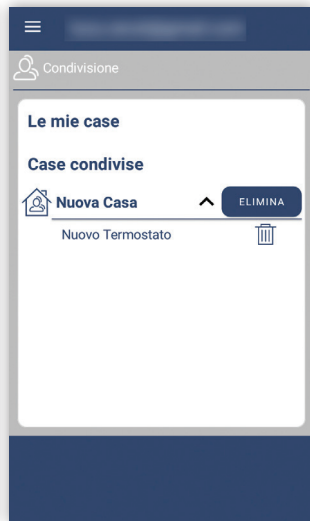 Condivisione
Le mie case
Case condivise
Nuova Casa
ELIMINA
Nuovo Termostato